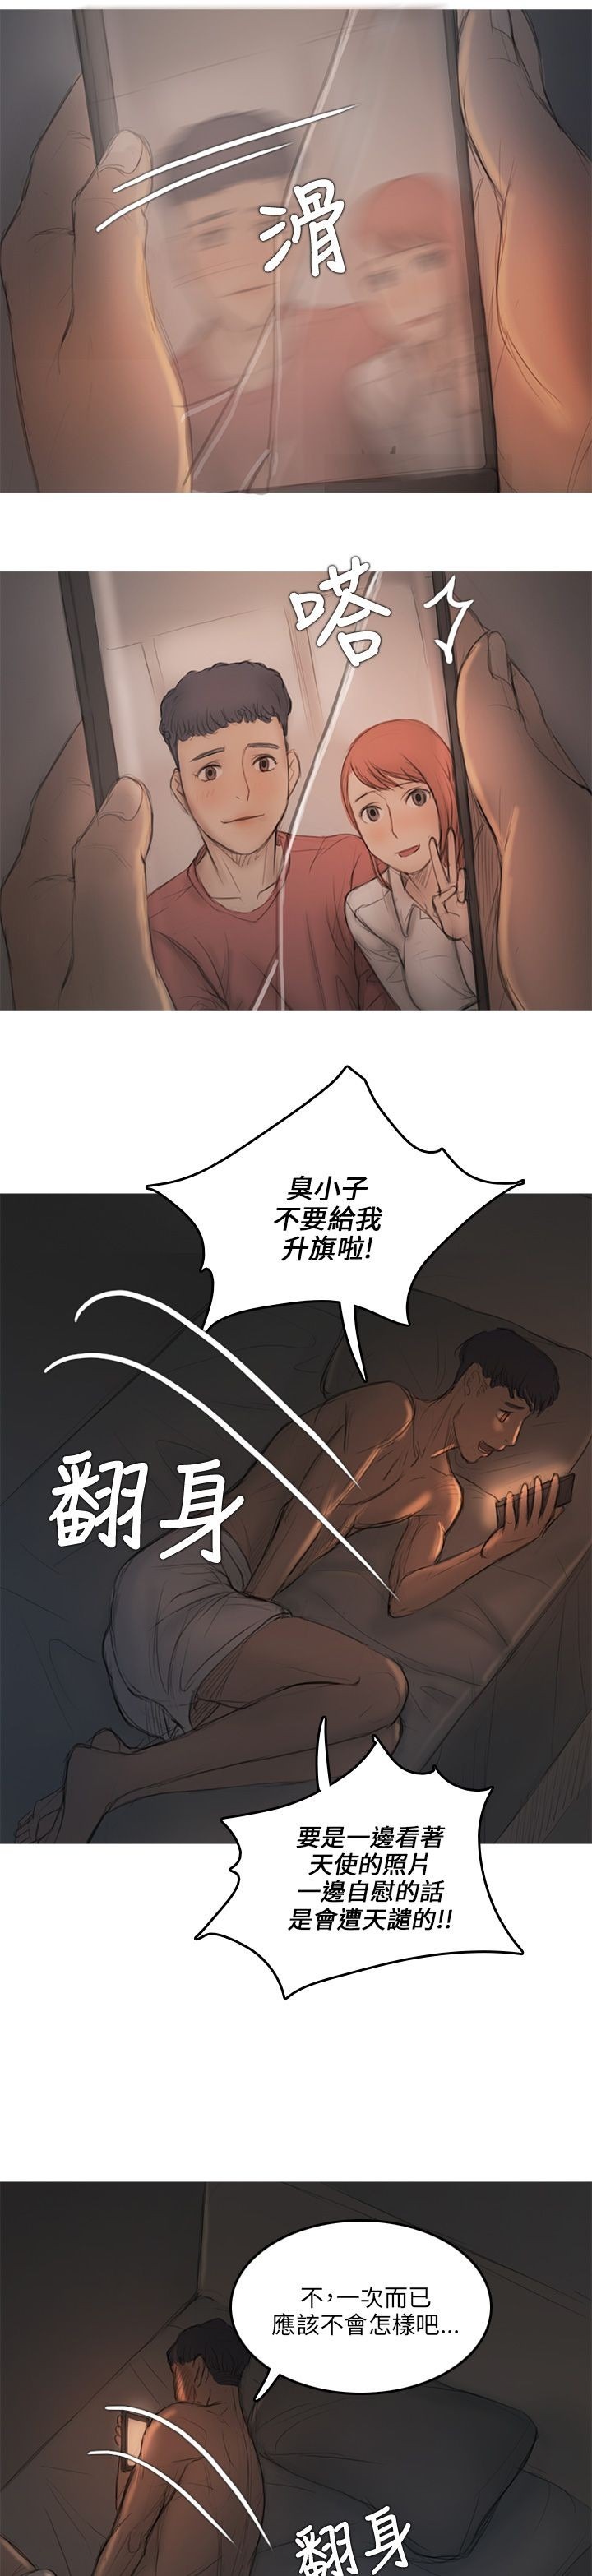 滑
嗒
臭小子
不要給我
升旗啦!
翻身
要是一邊看著
天使的照片
一邊自慰的話
是會遭天譴的!!
不,一次而已
應該不會怎樣吧...
翻身